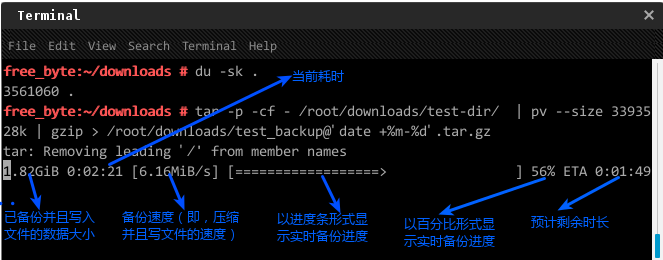 Terminal
File Edit View Search Terminal Help
free_byte:~/downloads # du -sk .
当前耗时
3561060 .
free_byte:~/downloads # tar -p -cf - /root/downloads/test-dir/ | pv --size 33935
28k | gzip > /root/downloads/test_backup@`date +%m-%d`.tar.gz
tar: Removing leading `/' from member names
1.82GiB 0:02:21 [6.16MiB/s] [==================> ] 56% ETA 0:01:49
已备份并且写入
文件的数据大小
备份速度（即，压缩
并且写文件的速度）
以进度条形式显
示实时备份进度
以百分比形式显
示实时备份进度
预计剩余时长